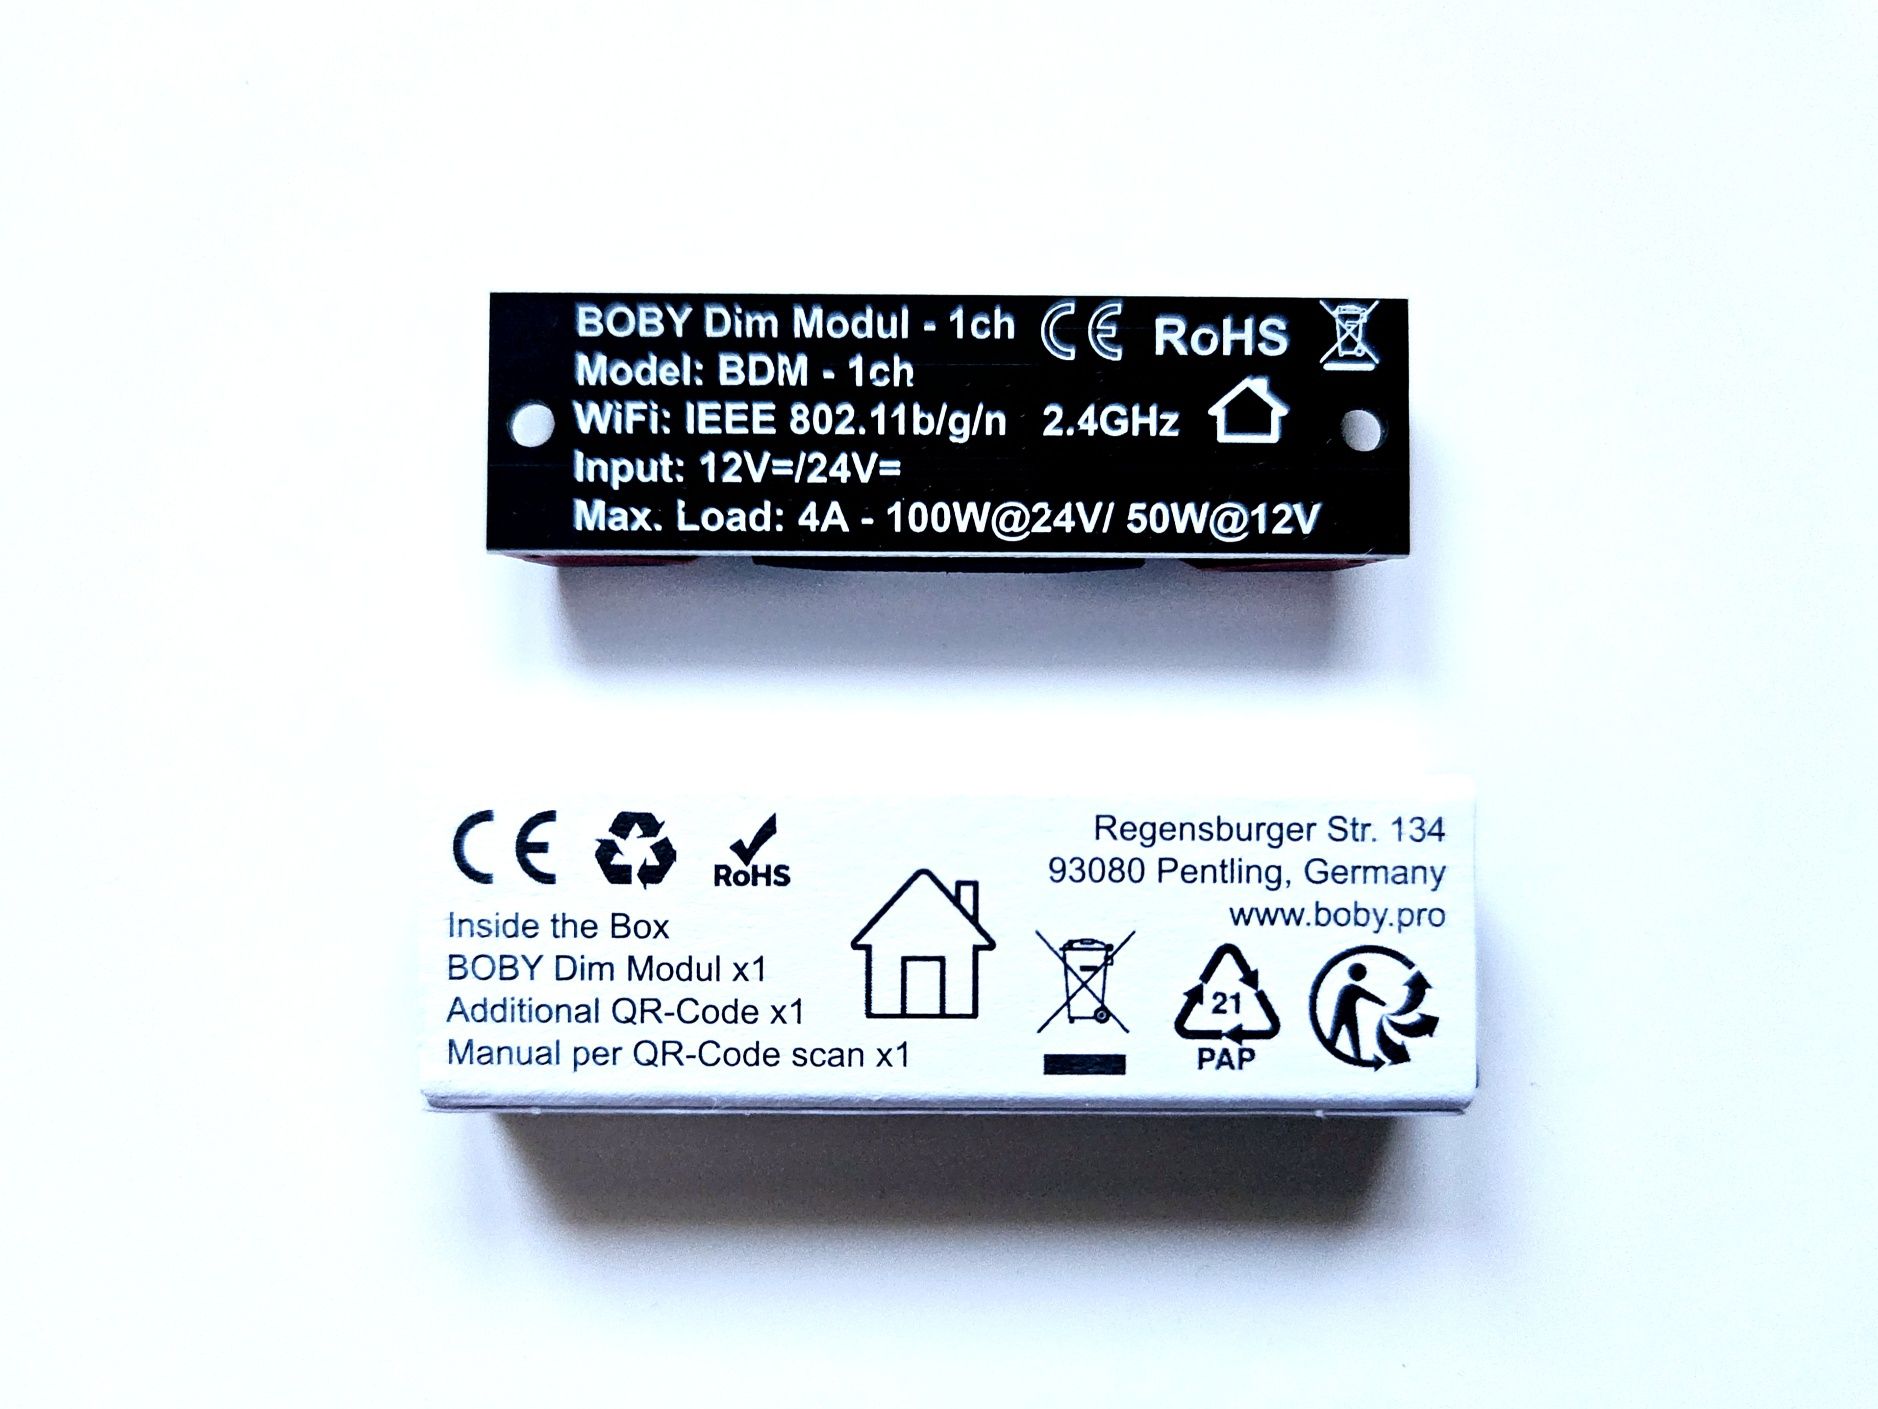 BOBY Dim Modul - 1ch CE RoHS
Model: BDM - 1ch
WiFi: IEEE 802.11b/g/n 2.4GHz
Input: 12V=/24V=
Max. Load: 4A - 100W@24V/ 50W@12V
CE
RoHS
Inside the Box
BOBY Dim Modul x1
Additional QR-Code x1
Manual per QR-Code scan x1
Regensburger Str. 134
93080 Pentling, Germany
www.boby.pro
21
PAP